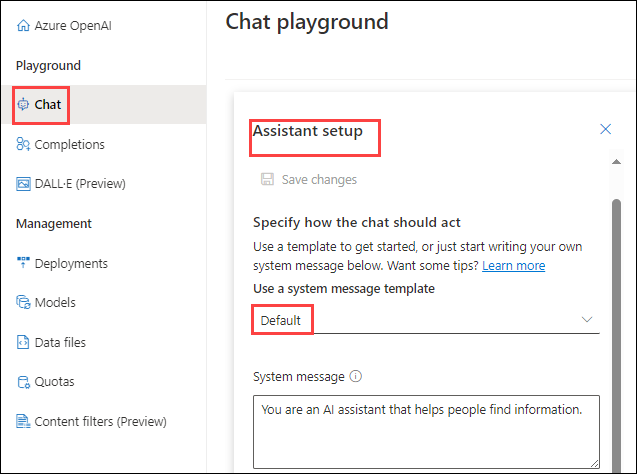 Azure OpenAI
Playground
Chat
Completions
DALL·E (Preview)
Management
Deployments
Models
Data files
Quotas
Content filters (Preview)
Chat playground
Assistant setup
Save changes
Specify how the chat should act
Use a template to get started, or just start writing your own
system message below. Want some tips? Learn more
Use a system message template
Default
System message
You are an AI assistant that helps people find information.